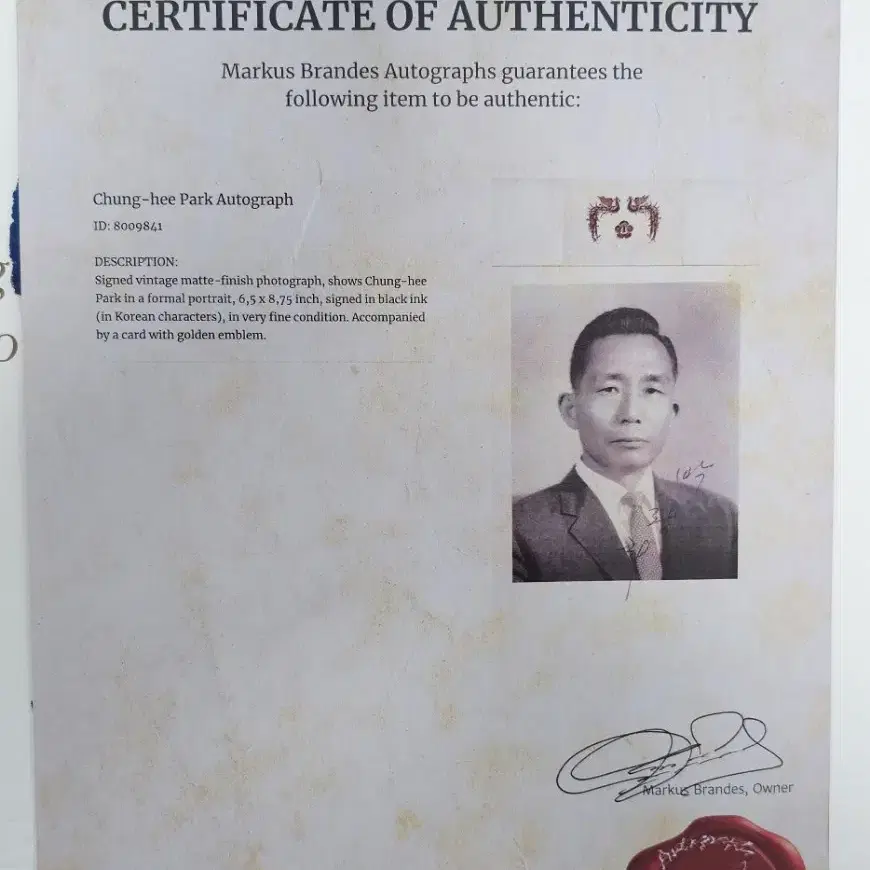 CERTIFICATE OF AUTHENTICITY
Markus Brandes Autographs guarantees the
following item to be authentic:
Chung-hee Park Autograph
ID: 8009841
DESCRIPTION:
Signed vintage matte-finish photograph, shows Chung-hee
Park in a formal portrait, 6,5 x 8,75 inch, signed in black ink
(in Korean characters), in very fine condition. Accompanied
by a card with golden emblem.
Markus Brandes, Owner
Autographs